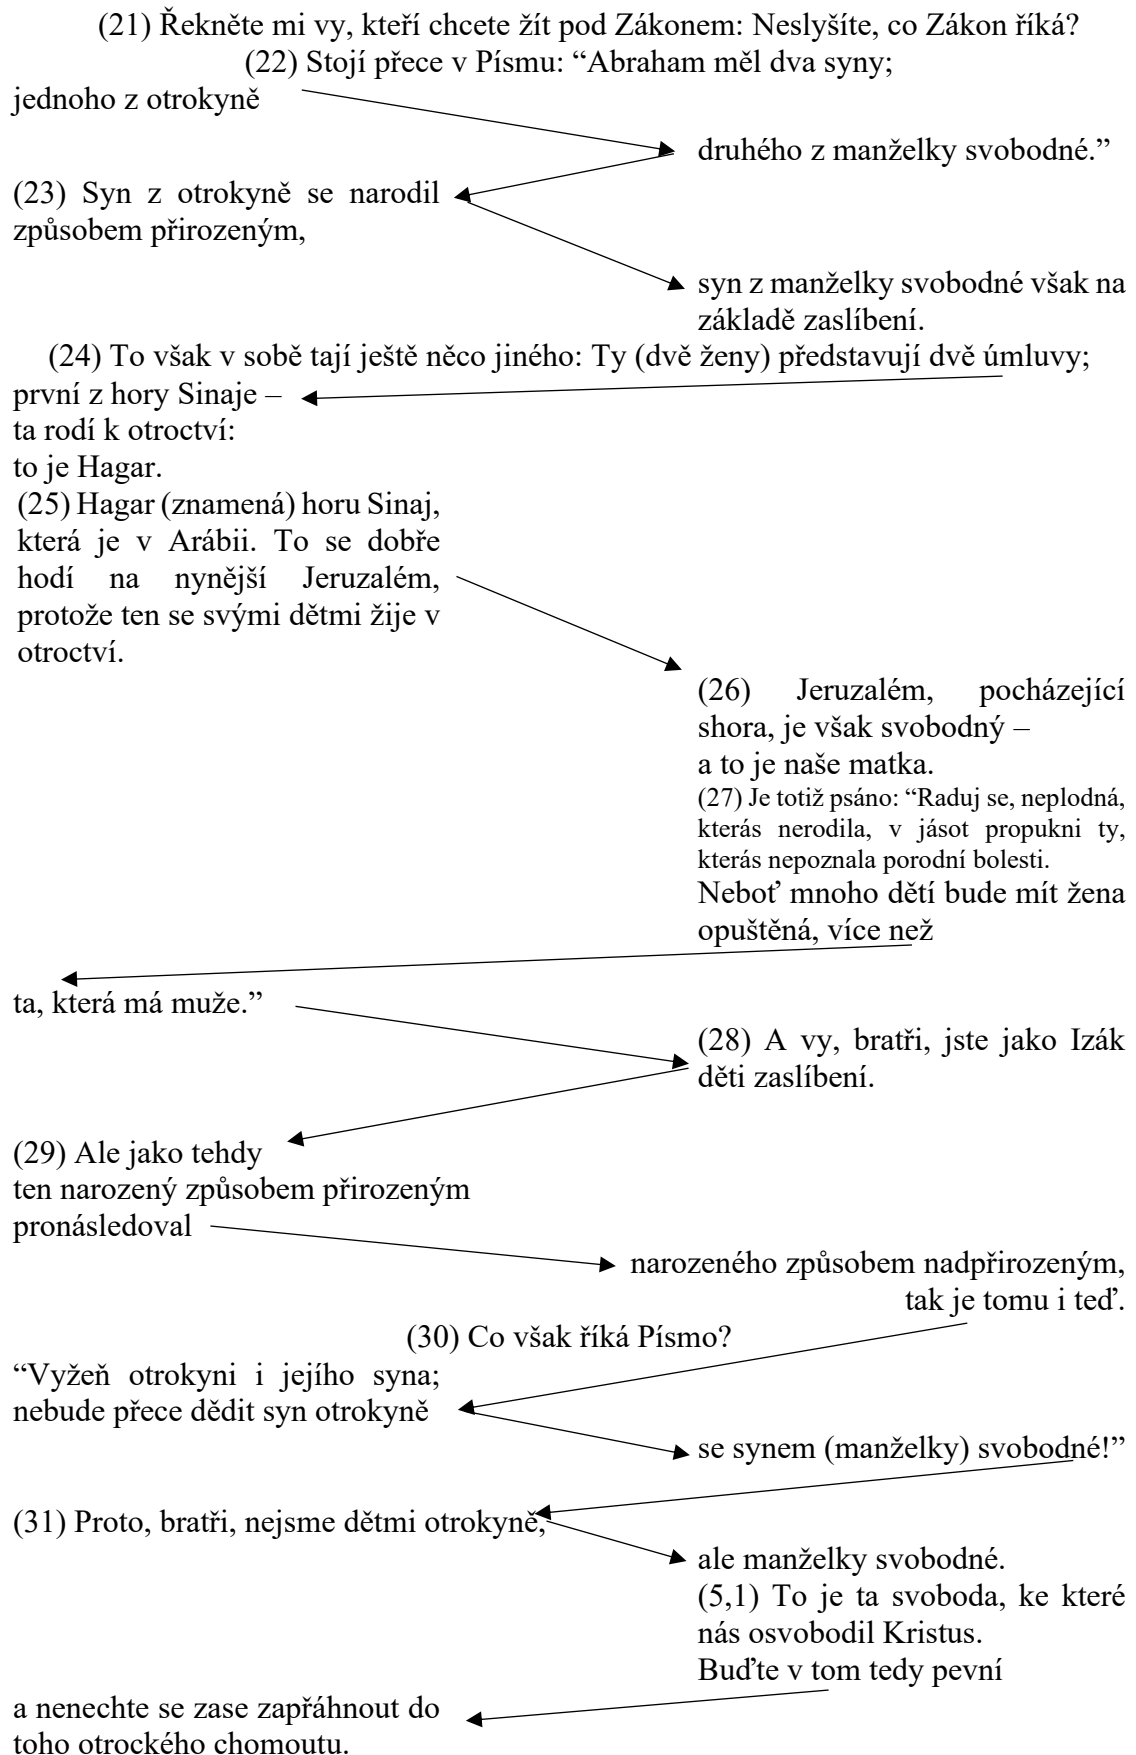 (21) Řekněte mi vy, kteří chcete žít pod Zákonem: Neslyšíte, co Zákon říká?
(22) Stojí přece v Písmu: “Abraham měl dva syny;
jednoho z otrokyně
druhého z manželky svobodné.”
(23) Syn z otrokyně se narodil
způsobem přirozeným,
syn z manželky svobodné však na
základě zaslíbení.
(24) To však v sobě tají ještě něco jiného: Ty (dvě ženy) představují dvě úmluvy;
první z hory Sinaje –
ta rodí k otroctví:
to je Hagar.
(25) Hagar (znamená) horu Sinaj,
která je v Arábii. To se dobře
hodí na nynější Jeruzalém,
protože ten se svými dětmi žije v
otroctví.
(26) Jeruzalém, pocházející
shora, je však svobodný –
a to je naše matka.
(27) Je totiž psáno: “Raduj se, neplodná,
kterás nerodila, v jásot propukni ty,
kterás nepoznala porodní bolesti.
Neboť mnoho dětí bude mít žena
opuštěná, více než
ta, která má muže.”
(28) A vy, bratři, jste jako Izák
děti zaslíbení.
(29) Ale jako tehdy
ten narozený způsobem přirozeným
pronásledoval
narozeného způsobem nadpřirozeným,
tak je tomu i teď.
(30) Co však říká Písmo?
“Vyžeň otrokyni i jejího syna;
nebude přece dědit syn otrokyně
se synem (manželky) svobodné!”
(31) Proto, bratři, nejsme dětmi otrokyně,
ale manželky svobodné.
(5,1) To je ta svoboda, ke které
nás osvobodil Kristus.
Buďte v tom tedy pevní
a nenechte se zase zapřáhnout do
toho otrockého chomoutu.